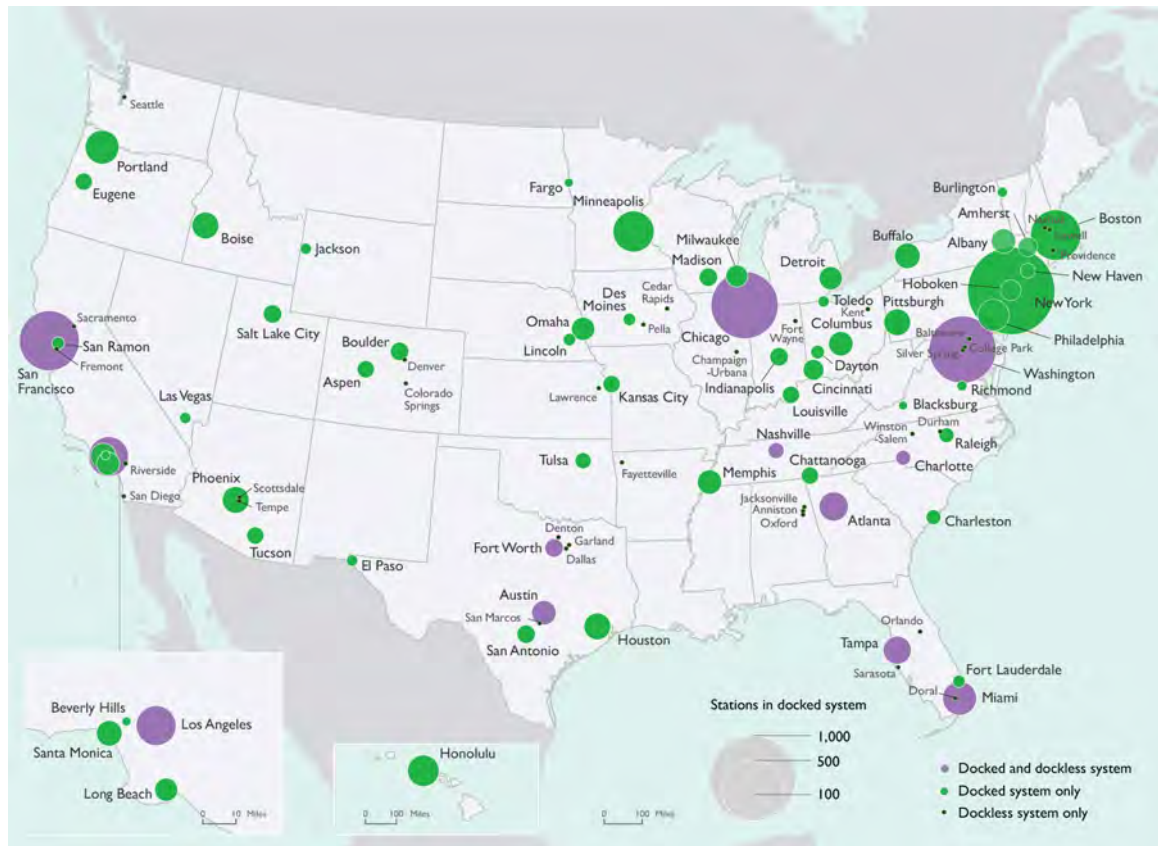 Seattle
Portland
Eugene
Boise
Jackson
Fargo
Minneapolis
Milwaukee
Madison
Detroit
Buffalo
Burlington
Amherst
Albany
Boston
Providence
New Haven
Hoboken
New York
Philadelphia
Pittsburgh
Toledo
Kent
Columbus
Cedar
Rapids
Des
Moines
Pella
Omaha
Lincoln
Chicago
Fort
Wayne
Champaign
-Urbana
Indianapolis
Dayton
Cincinnati
Louisville
Baltimore
College Park
Silver Spring
Washington
Richmond
Blacksburg
Sacramento
San Ramon
Fremont
San
Francisco
Salt Lake City
Boulder
Denver
Aspen
Colorado
Springs
Las Vegas
Lawrence
Kansas City
Nashville
Winston
-Salem
Durham
Raleigh
Charlotte
Chattanooga
Memphis
Tulsa
Fayetteville
Riverside
San Diego
Phoenix
Scottsdale
Tempe
Tucson
El Paso
Jacksonville
Anniston
Oxford
Atlanta
Charleston
Denton
Garland
Fort Worth
Dallas
Austin
San Marcos
San Antonio
Houston
Orlando
Tampa
Sarasota
Fort Lauderdale
Doral
Miami
Beverly Hills
Los Angeles
Santa Monica
Long Beach
0 10 Miles
Honolulu
0 100 Miles
0 100 Miles
Stations in docked system
1,000
500
100
Docked and dockless system
Docked system only
Dockless system only